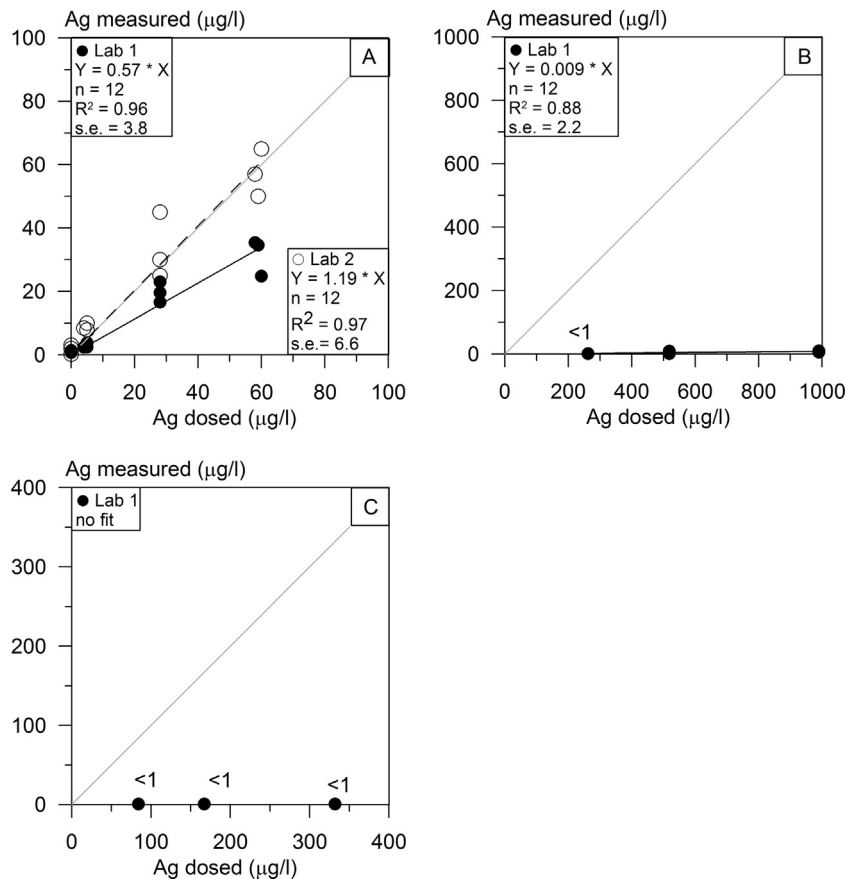 Ag measured (µg/l)
100
80
60
40
20
0
0
20
40
60
80
100
Ag dosed (µg/l)
● Lab 1
Y = 0.57 * X
n = 12
R² = 0.96
s.e. = 3.8
A
○ Lab 2
Y = 1.19 * X
n = 12
R² = 0.97
s.e.= 6.6
Ag measured (µg/l)
1000
800
600
400
200
0
0
200
400
600
800
1000
Ag dosed (µg/l)
● Lab 1
Y = 0.009 * X
n = 12
R² = 0.88
s.e. = 2.2
B
<1
Ag measured (µg/l)
400
300
200
100
0
0
100
200
300
400
Ag dosed (µg/l)
● Lab 1
no fit
C
<1
<1
<1